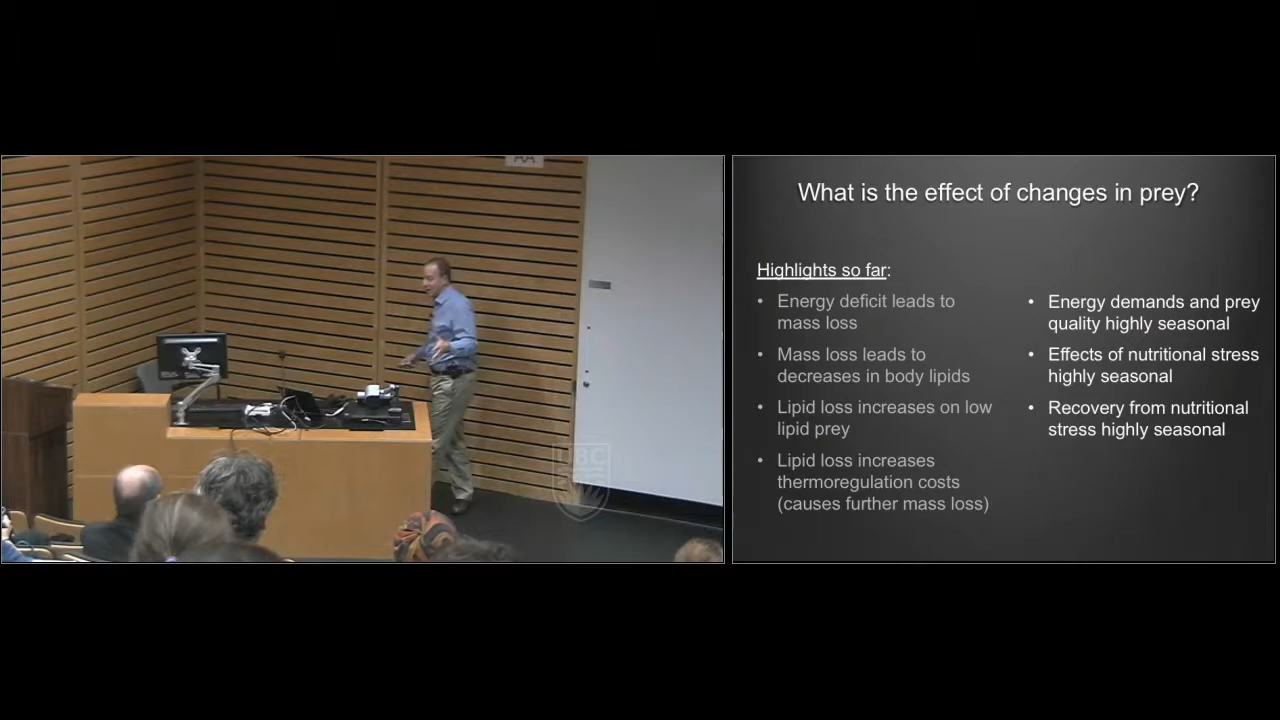 AA
UBC
What is the effect of changes in prey?
Highlights so far:
• Energy deficit leads to
mass loss
• Mass loss leads to
decreases in body lipids
• Lipid loss increases on low
lipid prey
• Lipid loss increases
thermoregulation costs
(causes further mass loss)
• Energy demands and prey
quality highly seasonal
• Effects of nutritional stress
highly seasonal
• Recovery from nutritional
stress highly seasonal